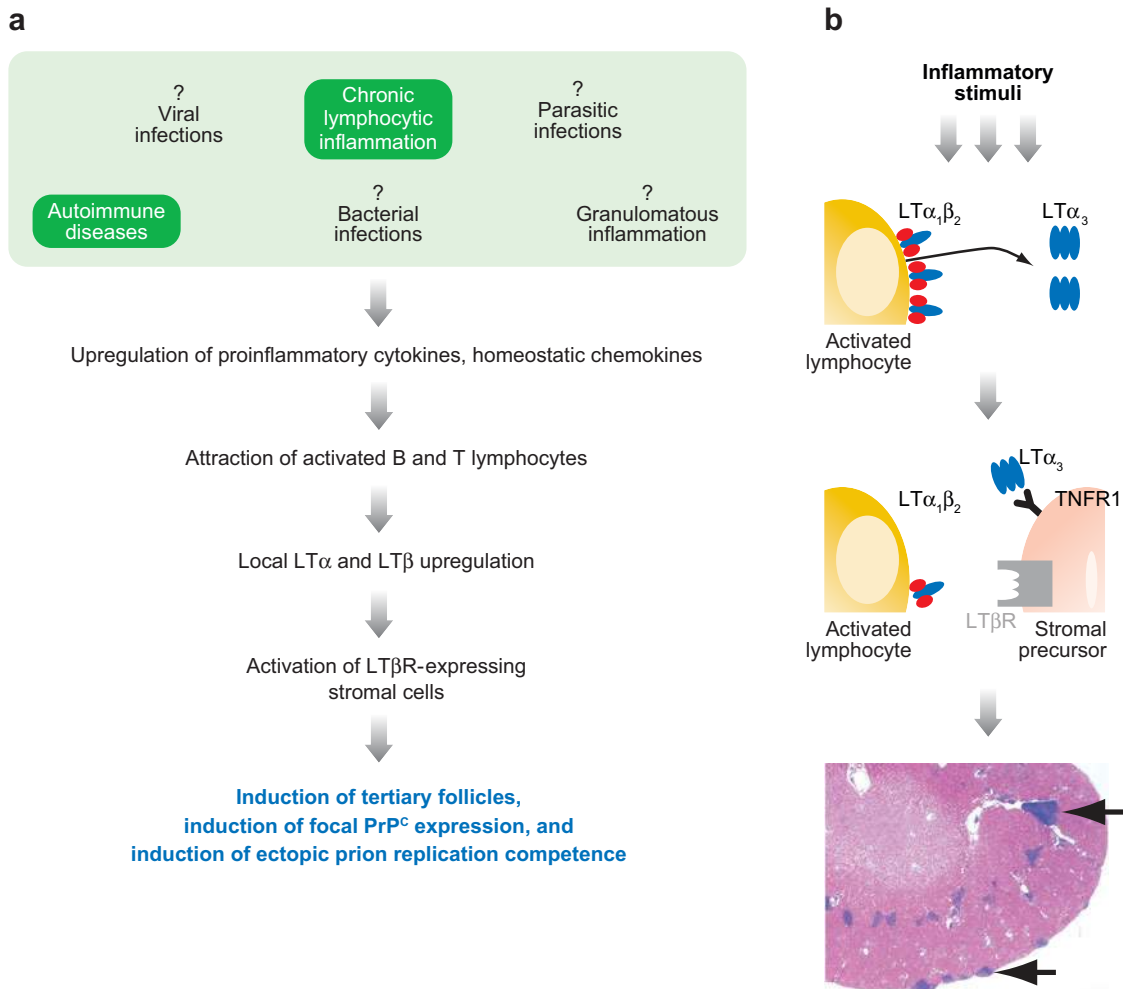 a
?
Viral
infections
Chronic
lymphocytic
inflammation
?
Parasitic
infections
Autoimmune
diseases
?
Bacterial
infections
?
Granulomatous
inflammation
Upregulation of proinflammatory cytokines, homeostatic chemokines
Attraction of activated B and T lymphocytes
Local LTα and LTβ upregulation
Activation of LTβR-expressing
stromal cells
Induction of tertiary follicles,
induction of focal PrPᶜ expression, and
induction of ectopic prion replication competence
b
Inflammatory
stimuli
LTα₁β₂
LTα₃
Activated
lymphocyte
LTα₃
LTα₁β₂
TNFR1
LTβR
Activated
lymphocyte
Stromal
precursor